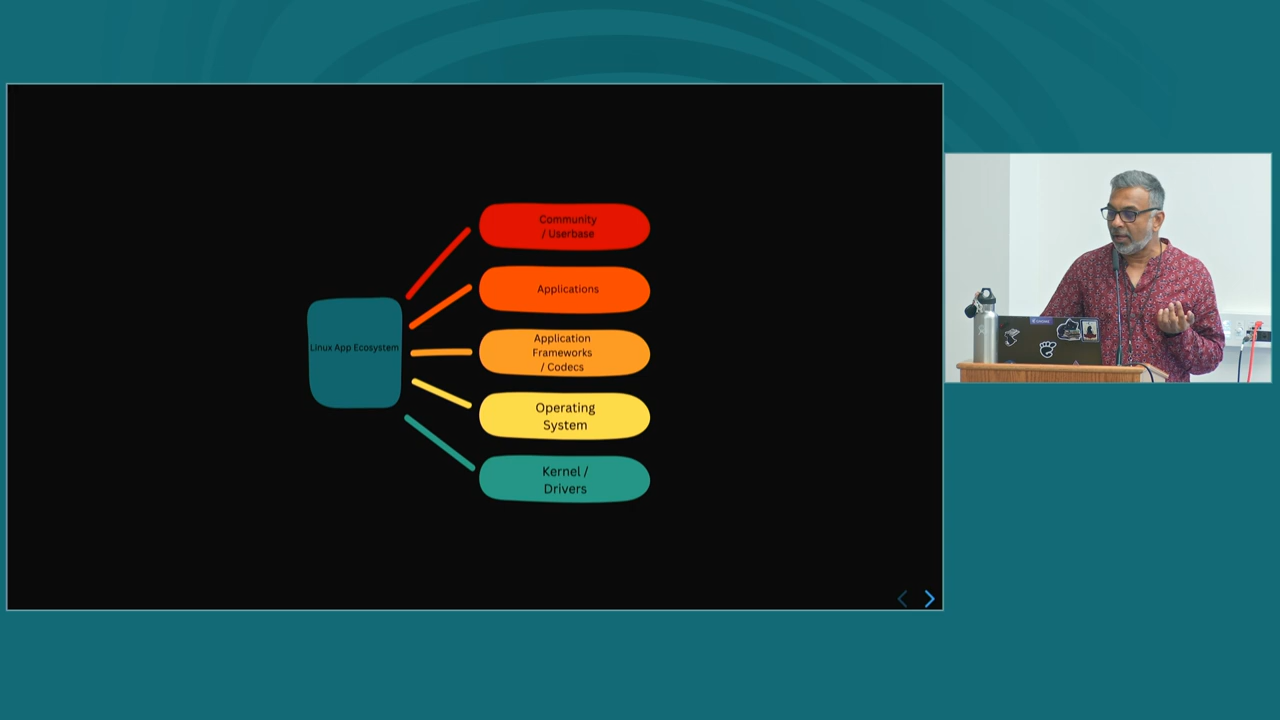 Linux App Ecosystem
Community
/ Userbase
Applications
Application
Frameworks
/ Codecs
Operating
System
Kernel /
Drivers